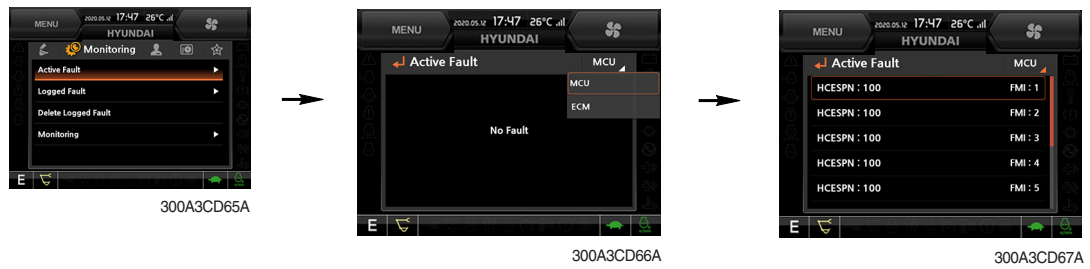 MENU
2020.05.12 17:47 26°C
HYUNDAI
Monitoring
Active Fault
Logged Fault
Delete Logged Fault
Monitoring
E
300A3CD65A
MENU
2020.05.12 17:47 26°C
HYUNDAI
Active Fault
MCU
MCU
ECM
No Fault
E
300A3CD66A
MENU
2020.05.12 17:47 26°C
HYUNDAI
Active Fault
MCU
HCESPN : 100 FMI : 1
HCESPN : 100 FMI : 2
HCESPN : 100 FMI : 3
HCESPN : 100 FMI : 4
HCESPN : 100 FMI : 5
E
300A3CD67A